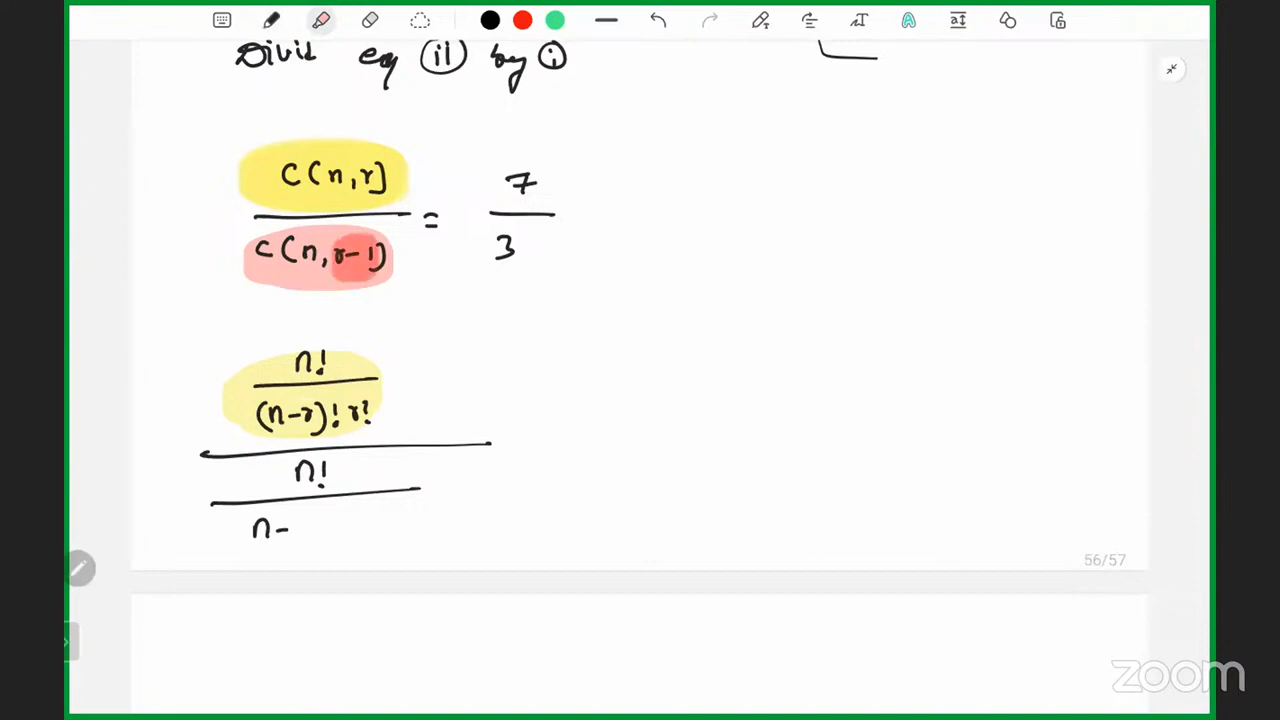 Divid eq (ii) by (i)
C(n,r)
= 7
C(n,r-1) 3
n!
(n-r)! r!
n!
n-
56/57
zoom